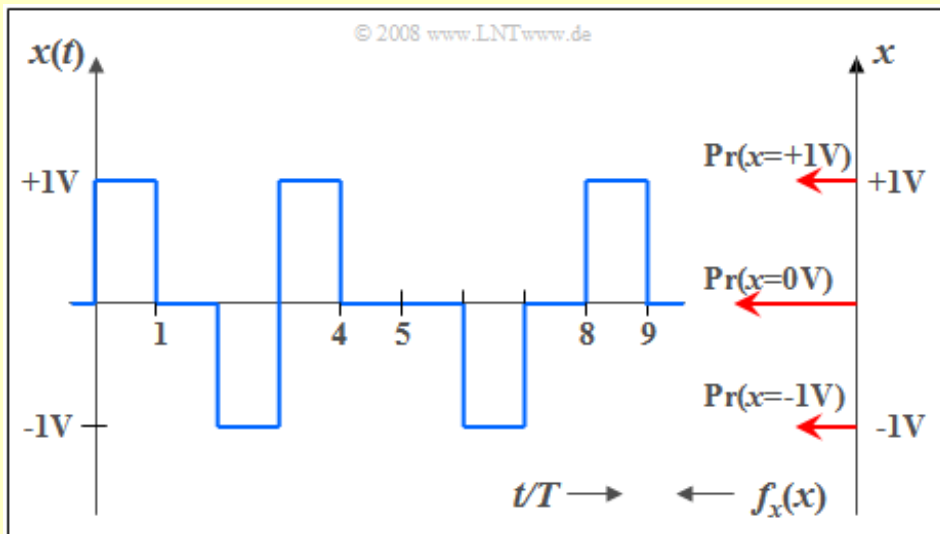 © 2008 www.LNTwww.de
x(t)
x
Pr(x=+1V)
+1V
+1V
Pr(x=0V)
1
4
5
8
9
Pr(x=-1V)
-1V
-1V
t/T
fx(x)